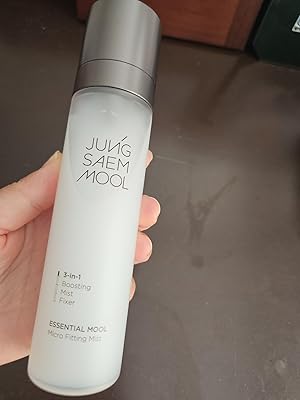 JUNG
SAEM
MOOL
3-in-1
Boosting
Mist
Fixer
ESSENTIAL MOOL
Micro Fitting Mist